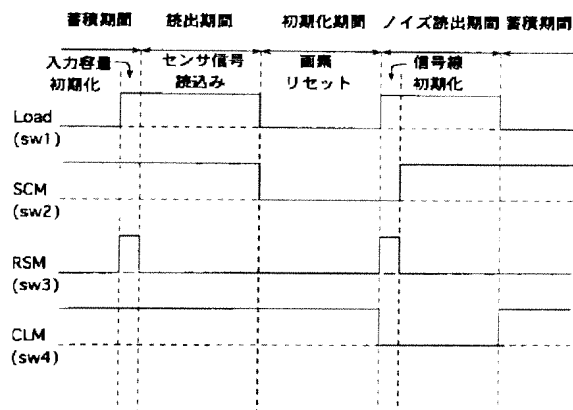 蓄積期間 読出期間 初期化期間 ノイズ読出期間 蓄積期間
入力容量
初期化
センサ信号
読込み
画素
リセット
信号線
初期化
Load
(sw1)
SCM
(sw2)
RSM
(sw3)
CLM
(sw4)